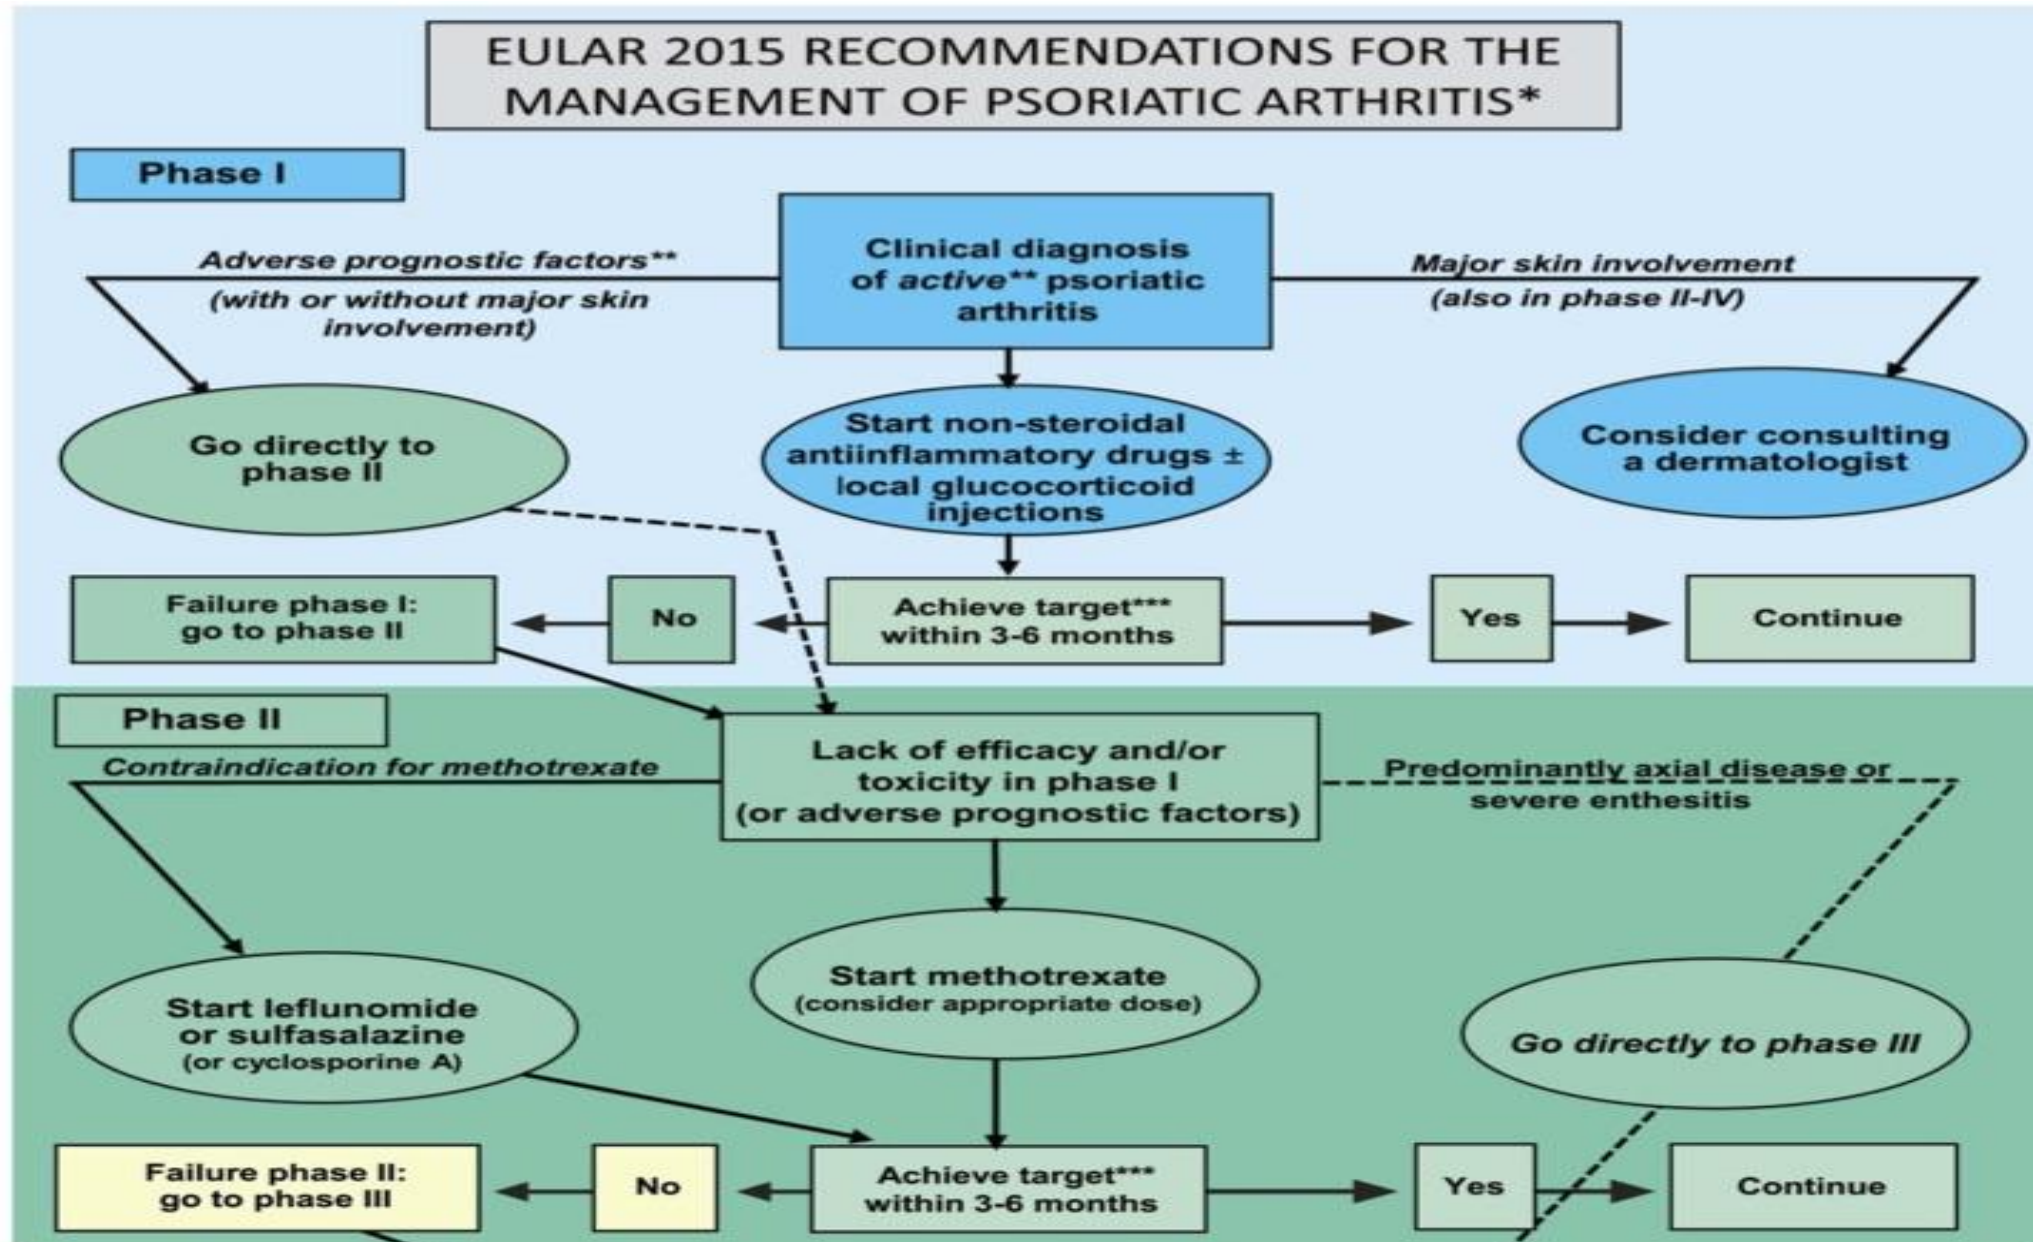 EULAR 2015 RECOMMENDATIONS FOR THE
MANAGEMENT OF PSORIATIC ARTHRITIS*
Phase I
Adverse prognostic factors**
(with or without major skin
involvement)
Clinical diagnosis
of active** psoriatic
arthritis
Major skin involvement
(also in phase II-IV)
Go directly to
phase II
Start non-steroidal
antiinflammatory drugs ±
local glucocorticoid
injections
Consider consulting
a dermatologist
Failure phase I:
go to phase II
No
Achieve target***
within 3-6 months
Yes
Continue
Phase II
Contraindication for methotrexate
Lack of efficacy and/or
toxicity in phase I
(or adverse prognostic factors)
Predominantly axial disease or
severe enthesitis
Start leflunomide
or sulfasalazine
(or cyclosporine A)
Start methotrexate
(consider appropriate dose)
Go directly to phase III
Failure phase II:
go to phase III
No
Achieve target***
within 3-6 months
Yes
Continue